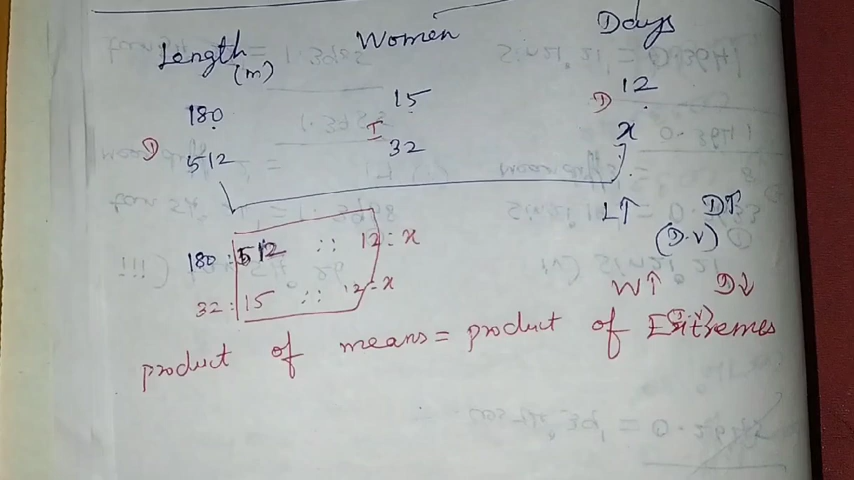 Length Women Days
(m)
180 15 12
D I D
512 32 x
L↑ D↑
(D.V)
180 : 512 :: 12 : x
32 : 15 :: 12 : x
W↑ D↓
product of means = product of Extremes